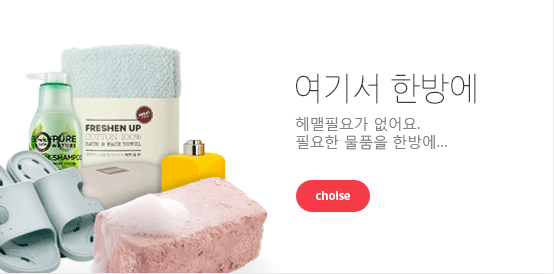 여기서 한방에
헤맬필요가 없어요.
필요한 물품을 한방에...
choise
FRESHEN UP
COTTON 100%
BATH & FACE TOWEL
PURE
NATURE
SHAMPOO